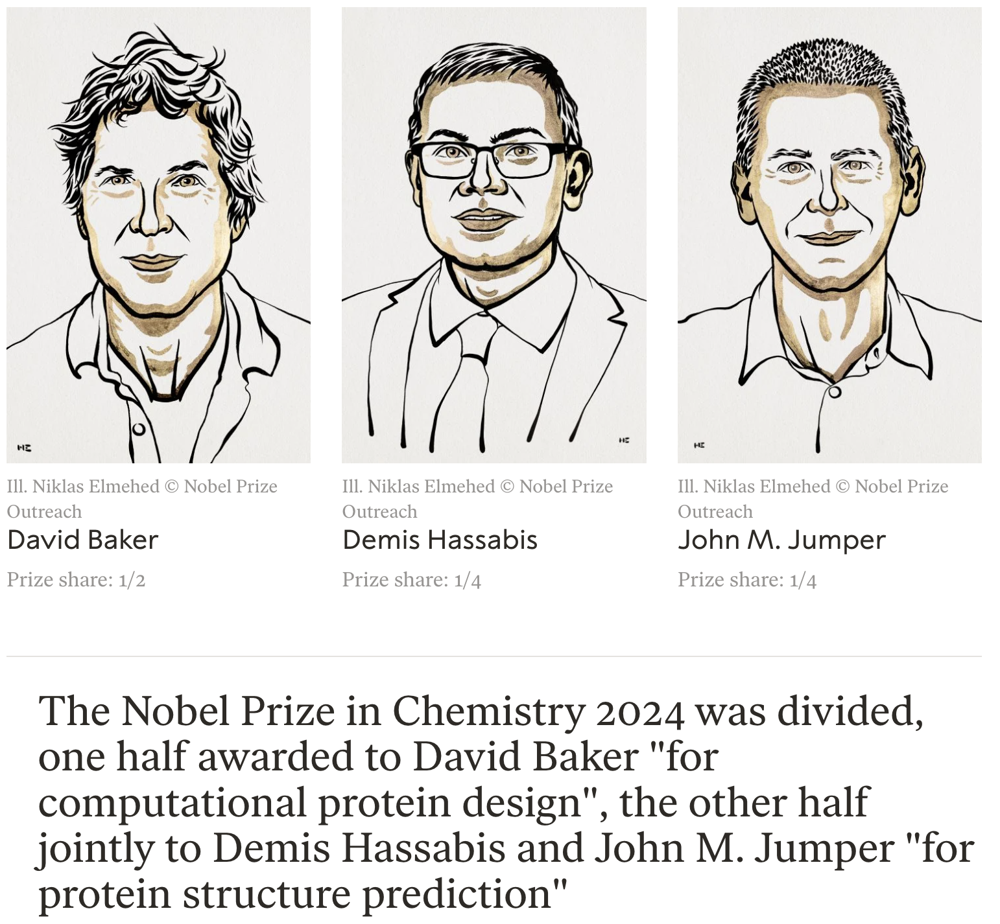 Ill. Niklas Elmehed © Nobel Prize
Outreach
David Baker
Prize share: 1/2
Ill. Niklas Elmehed © Nobel Prize
Outreach
Demis Hassabis
Prize share: 1/4
Ill. Niklas Elmehed © Nobel Prize
Outreach
John M. Jumper
Prize share: 1/4
The Nobel Prize in Chemistry 2024 was divided,
one half awarded to David Baker "for
computational protein design", the other half
jointly to Demis Hassabis and John M. Jumper "for
protein structure prediction"